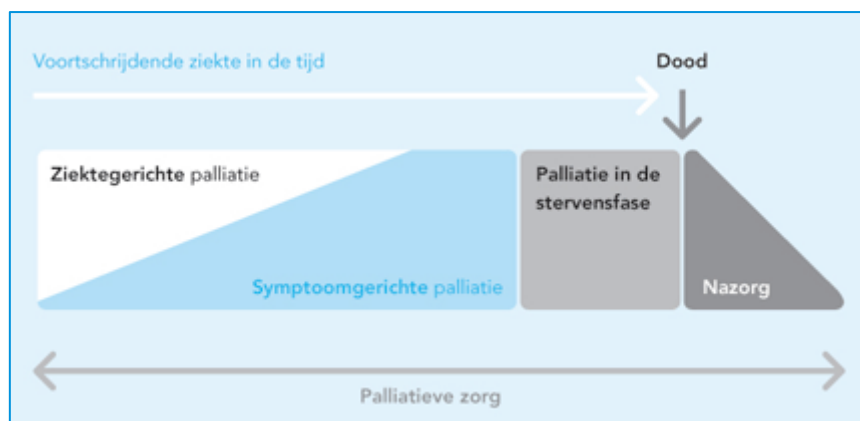 Voortschrijdende ziekte in de tijd
Dood
Ziektegerichte palliatie
Palliatie in de
stervensfase
Symptoomgerichte palliatie
Nazorg
Palliatieve zorg